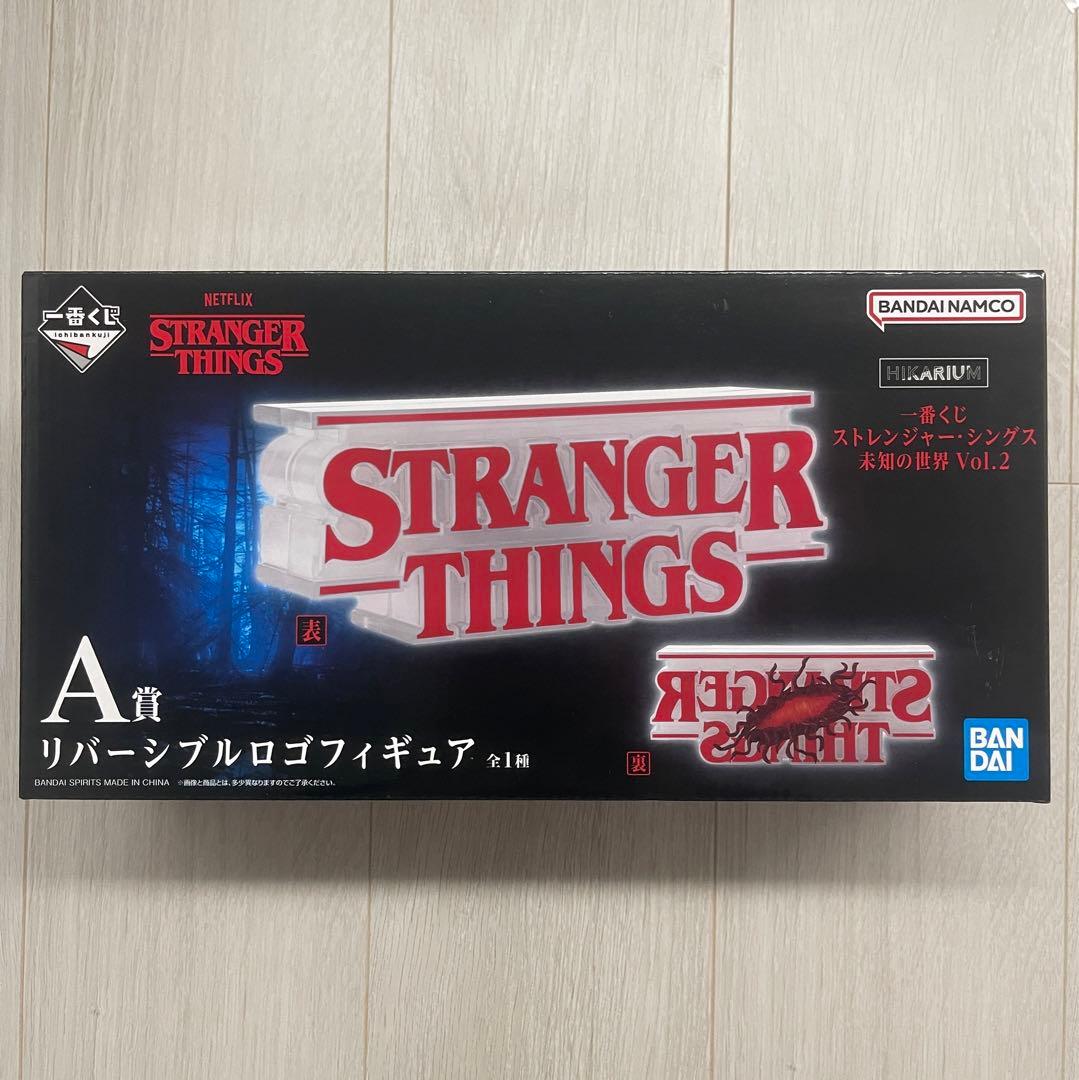 一番くじ
ichibankuji
NETFLIX
STRANGER
THINGS
BANDAI NAMCO
HIKARIUM
一番くじ
ストレンジャー・シングス
未知の世界 Vol.2
STRANGER
THINGS
表
STRANGER
THINGS
裏
A賞
リバーシブルロゴフィギュア 全1種
BANDAI SPIRITS MADE IN CHINA ※画像と商品とは、多少異なりますのでご了承ください。
BAN
DAI